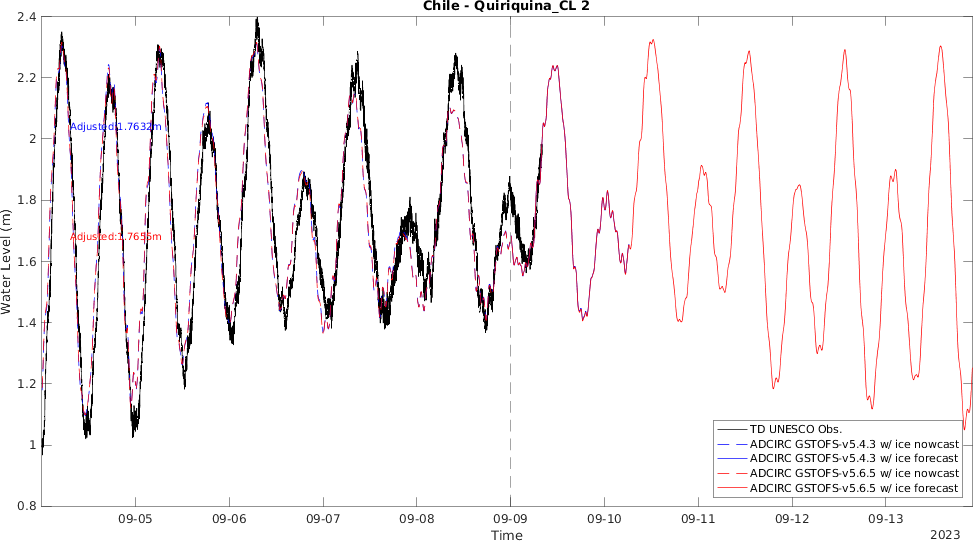 Chile - Quiriquina_CL 2
2.4
2.2
2
1.8
1.6
1.4
1.2
1
0.8
Water Level (m)
Adjusted:1.7632m
Adjusted:1.7655m
TD UNESCO Obs.
ADCIRC GSTOFS-v5.4.3 w/ ice nowcast
ADCIRC GSTOFS-v5.4.3 w/ ice forecast
ADCIRC GSTOFS-v5.6.5 w/ ice nowcast
ADCIRC GSTOFS-v5.6.5 w/ ice forecast
09-05 09-06 09-07 09-08 09-09 09-10 09-11 09-12 09-13
Time
2023